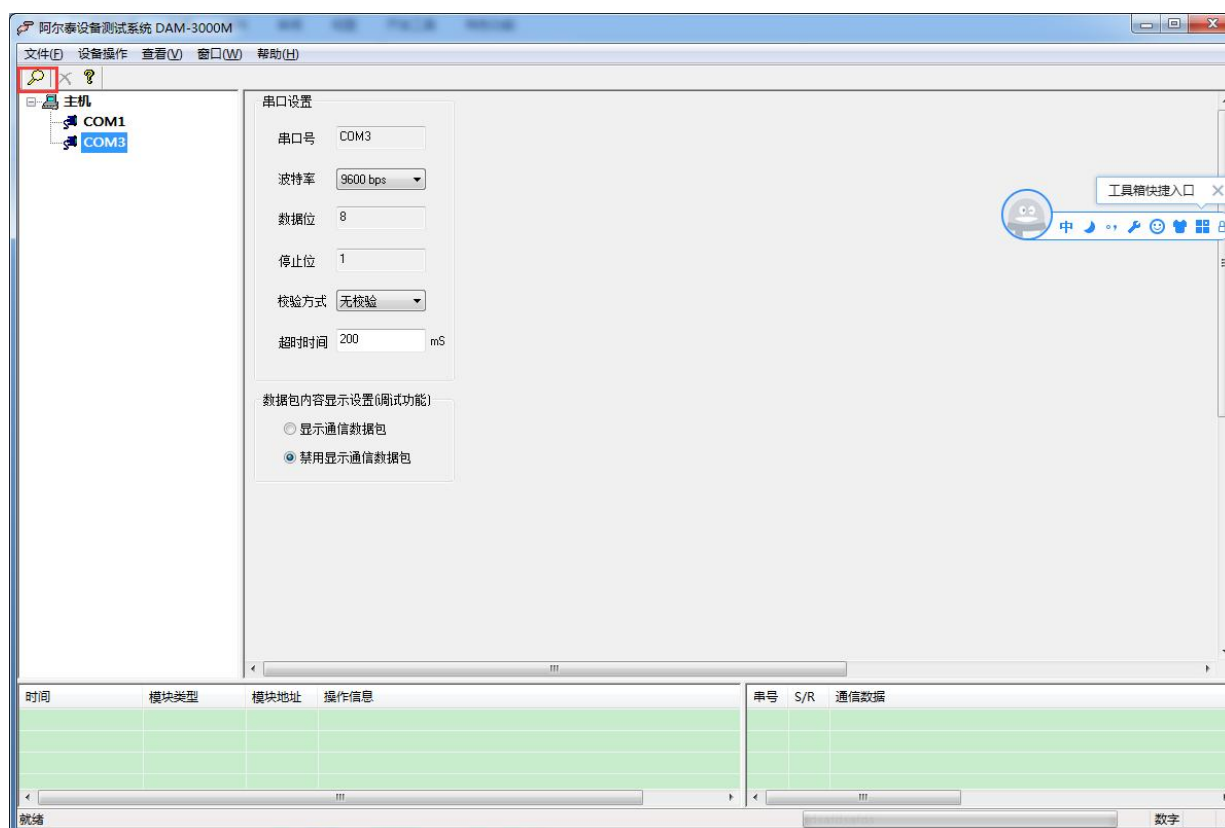 阿尔泰设备测试系统 DAM-3000M
文件(F) 设备操作 查看(V) 窗口(W) 帮助(H)
主机
COM1
COM3
串口设置
串口号 COM3
波特率 9600 bps
数据位 8
停止位 1
校验方式 无校验
超时时间 200 mS
数据包内容显示设置(调试功能)
显示通信数据包
禁用显示通信数据包
工具箱快捷入口
中
时间 模块类型 模块地址 操作信息
串号 S/R 通信数据
就绪
数字